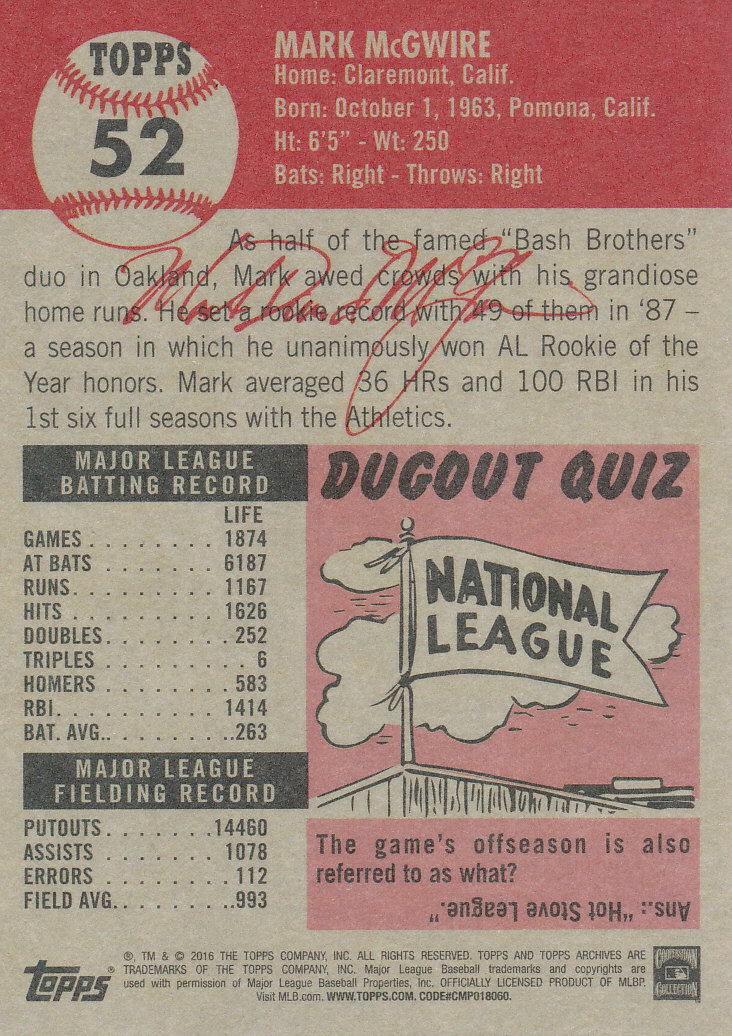 TOPPS
52
MARK McGWIRE
Home: Claremont, Calif.
Born: October 1, 1963, Pomona, Calif.
Ht: 6'5" - Wt: 250
Bats: Right - Throws: Right
As half of the famed “Bash Brothers”
duo in Oakland, Mark awed crowds with his grandiose
home runs. He set a rookie record with 49 of them in ‘87 –
a season in which he unanimously won AL Rookie of the
Year honors. Mark averaged 36 HRs and 100 RBI in his
1st six full seasons with the Athletics.
MAJOR LEAGUE
BATTING RECORD
LIFE
GAMES . . . . . . . . 1874
AT BATS . . . . . . . 6187
RUNS. . . . . . . . . 1167
HITS . . . . . . . . . 1626
DOUBLES. . . . . . . .252
TRIPLES . . . . . . . . . 6
HOMERS . . . . . . . 583
RBI. . . . . . . . . . 1414
BAT. AVG.. . . . . . ..263
MAJOR LEAGUE
FIELDING RECORD
PUTOUTS. . . . . . .14460
ASSISTS . . . . . . . 1078
ERRORS . . . . . . . . 112
FIELD AVG. . . . . . ..993
DUGOUT QUIZ
NATIONAL
LEAGUE
The game's offseason is also
referred to as what?
Ans.: "Hot Stove League."
topps®
®, TM & © 2016 THE TOPPS COMPANY, INC. ALL RIGHTS RESERVED. TOPPS AND TOPPS ARCHIVES ARE
TRADEMARKS OF THE TOPPS COMPANY, INC. Major League Baseball trademarks and copyrights are
used with permission of Major League Baseball Properties, Inc. OFFICIALLY LICENSED PRODUCT OF MLBP.
Visit MLB.com. WWW.TOPPS.COM. CODE#CMP018060.
COOPERSTOWN
COLLECTION